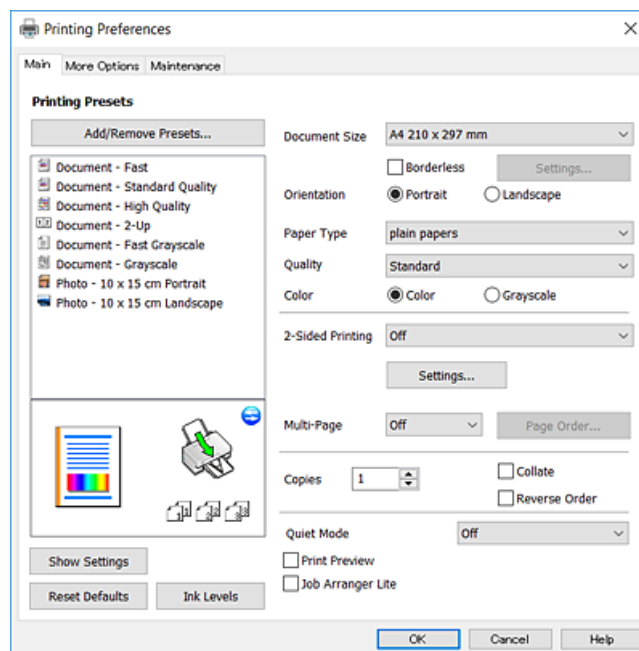 Printing Preferences
Main More Options Maintenance
Printing Presets
Add/Remove Presets...
Document - Fast
Document - Standard Quality
Document - High Quality
Document - 2-Up
Document - Fast Grayscale
Document - Grayscale
Photo - 10 x 15 cm Portrait
Photo - 10 x 15 cm Landscape
Show Settings
Reset Defaults Ink Levels
Document Size A4 210 x 297 mm
Borderless Settings...
Orientation Portrait Landscape
Paper Type plain papers
Quality Standard
Color Color Grayscale
2-Sided Printing Off
Settings...
Multi-Page Off Page Order...
Copies 1 Collate
Reverse Order
Quiet Mode Off
Print Preview
Job Arranger Lite
OK Cancel Help